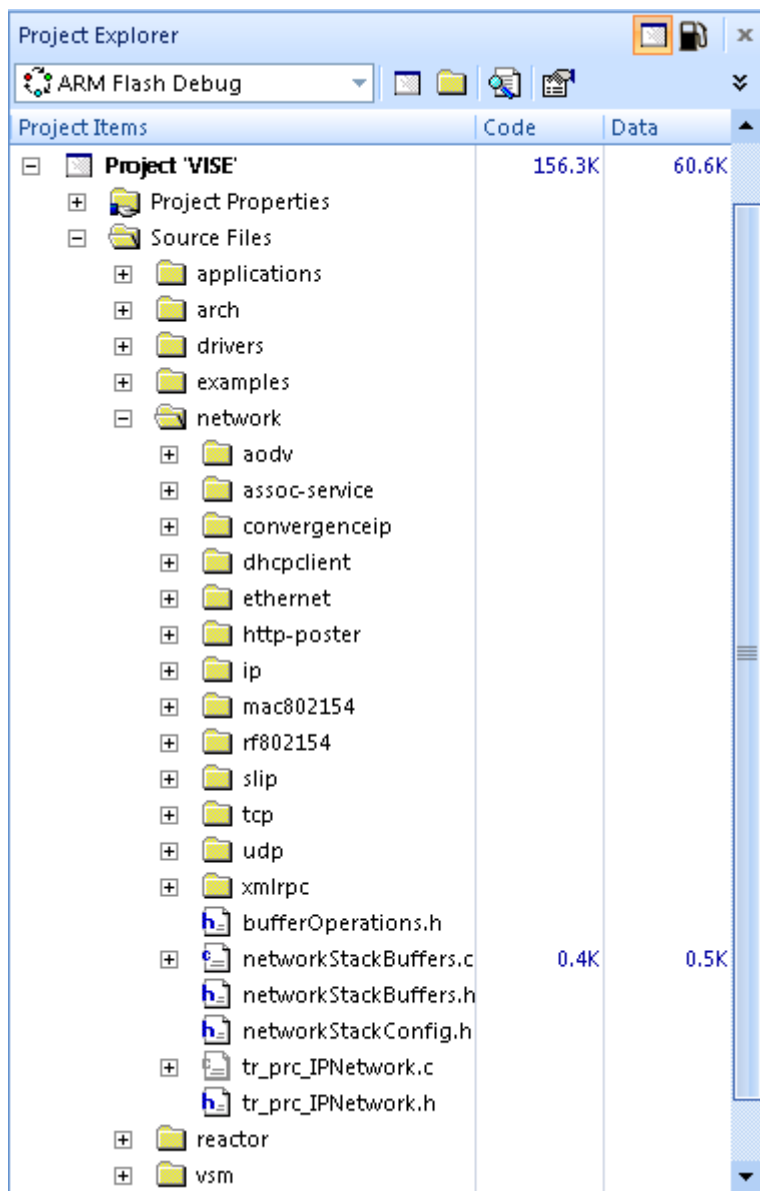 Project Explorer
ARM Flash Debug
Project Items Code Data
Project 'VISE' 156.3K 60.6K
Project Properties
Source Files
applications
arch
drivers
examples
network
aodv
assoc-service
convergenceip
dhcpclient
ethernet
http-poster
ip
mac802154
rf802154
slip
tcp
udp
xmlrpc
bufferOperations.h
networkStackBuffers.c 0.4K 0.5K
networkStackBuffers.h
networkStackConfig.h
tr_prc_IPNetwork.c
tr_prc_IPNetwork.h
reactor
vsm